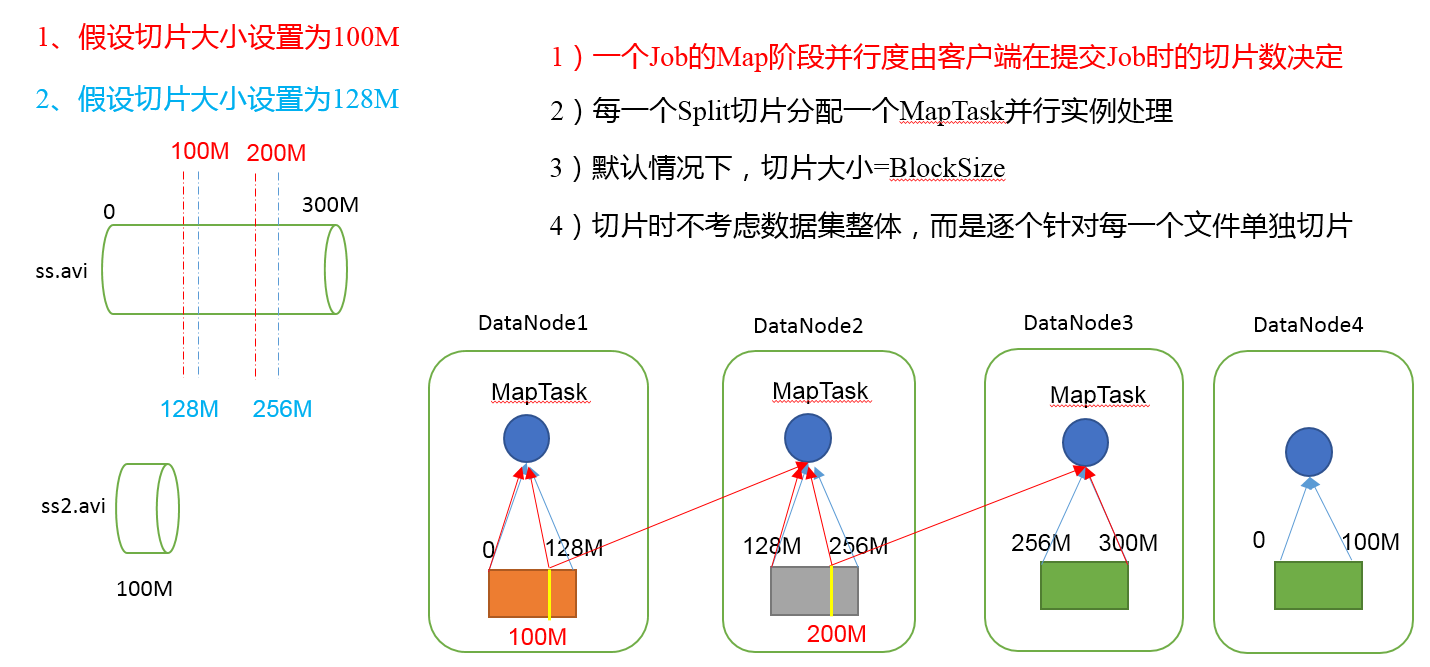 1、假设切片大小设置为100M
2、假设切片大小设置为128M
1）一个Job的Map阶段并行度由客户端在提交Job时的切片数决定
2）每一个Split切片分配一个MapTask并行实例处理
3）默认情况下，切片大小=BlockSize
4）切片时不考虑数据集整体，而是逐个针对每一个文件单独切片
100M 200M
0 300M
ss.avi
128M 256M
ss2.avi
100M
DataNode1 DataNode2 DataNode3 DataNode4
MapTask MapTask MapTask
0 128M 128M 256M 256M 300M 0 100M
100M 200M